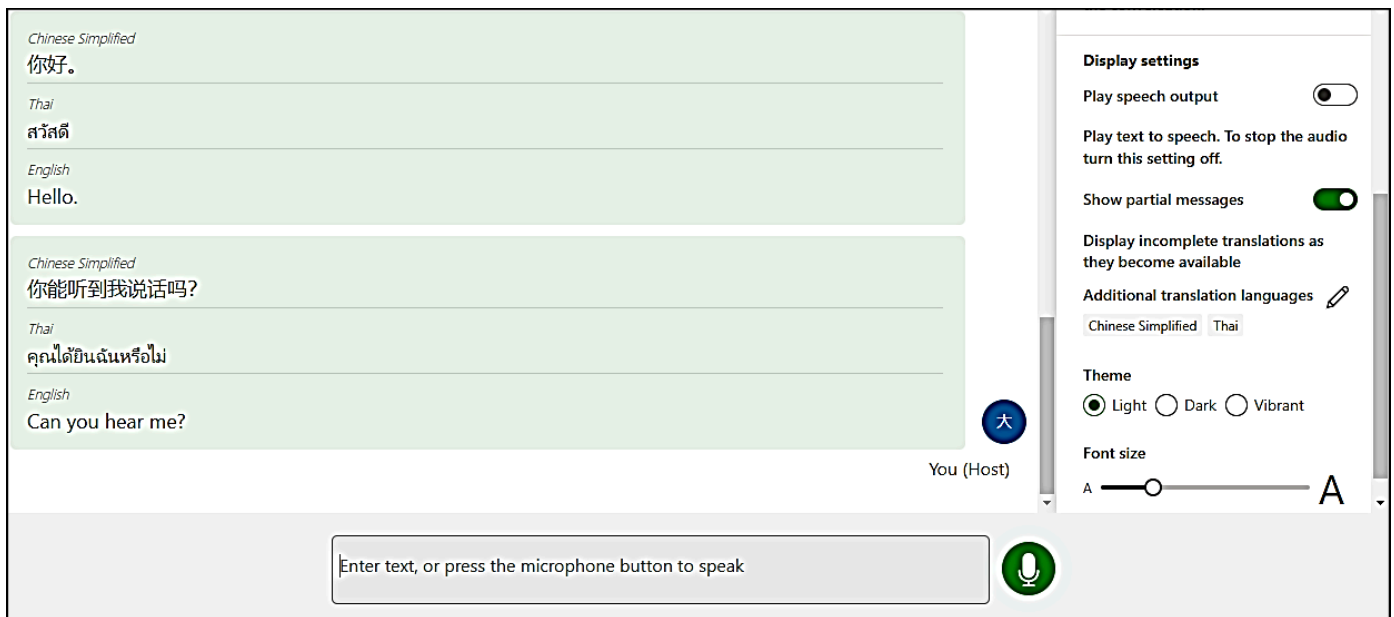 Chinese Simplified
你好。
Thai
สวัสดี
English
Hello.
Chinese Simplified
你能听到我说话吗?
Thai
คุณได้ยินฉันหรือไม่
English
Can you hear me?
大
You (Host)
Display settings
Play speech output
Play text to speech. To stop the audio
turn this setting off.
Show partial messages
Display incomplete translations as
they become available
Additional translation languages
Chinese Simplified Thai
Theme
Light Dark Vibrant
Font size
A A
Enter text, or press the microphone button to speak